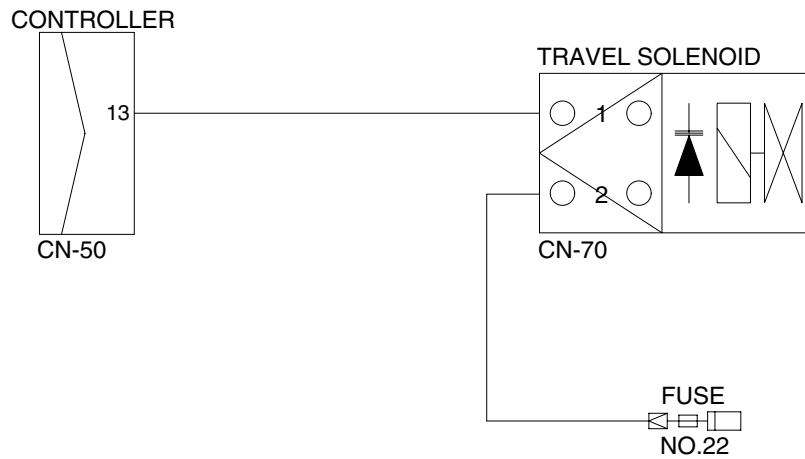 CONTROLLER
TRAVEL SOLENOID
13
1
2
CN-50
CN-70
FUSE
NO.22